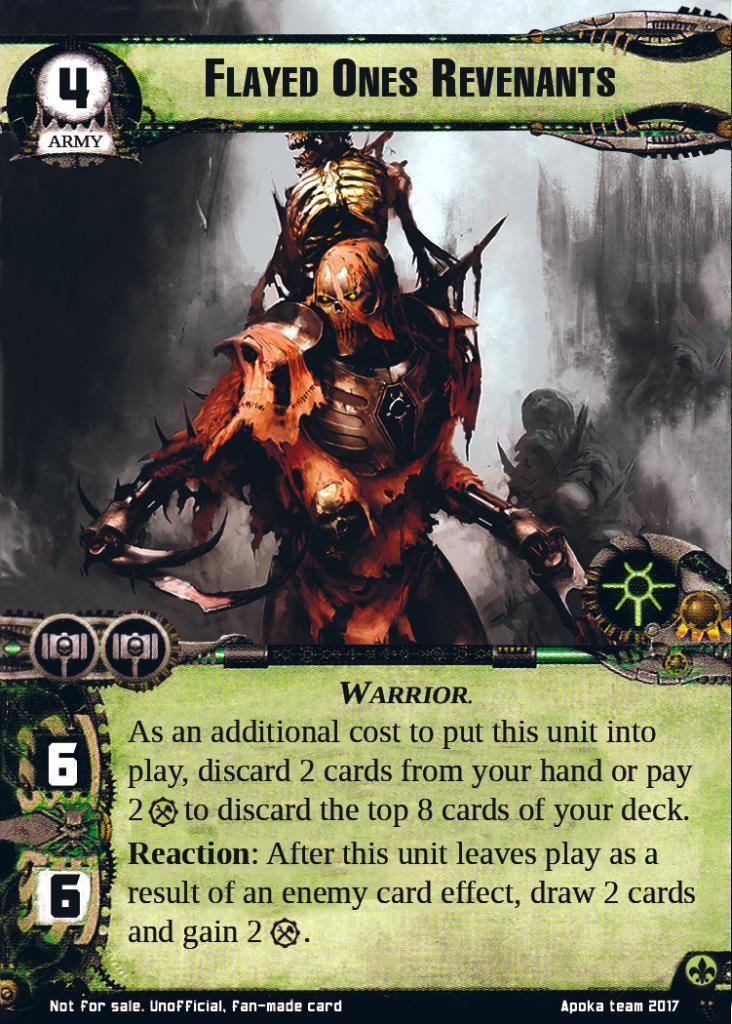 4
ARMY
FLAYED ONES REVENANTS
WARRIOR.
As an additional cost to put this unit into
play, discard 2 cards from your hand or pay
2 to discard the top 8 cards of your deck.
Reaction: After this unit leaves play as a
result of an enemy card effect, draw 2 cards
and gain 2 .
6
6
Not for sale. Unofficial, fan-made card
Apoka team 2017